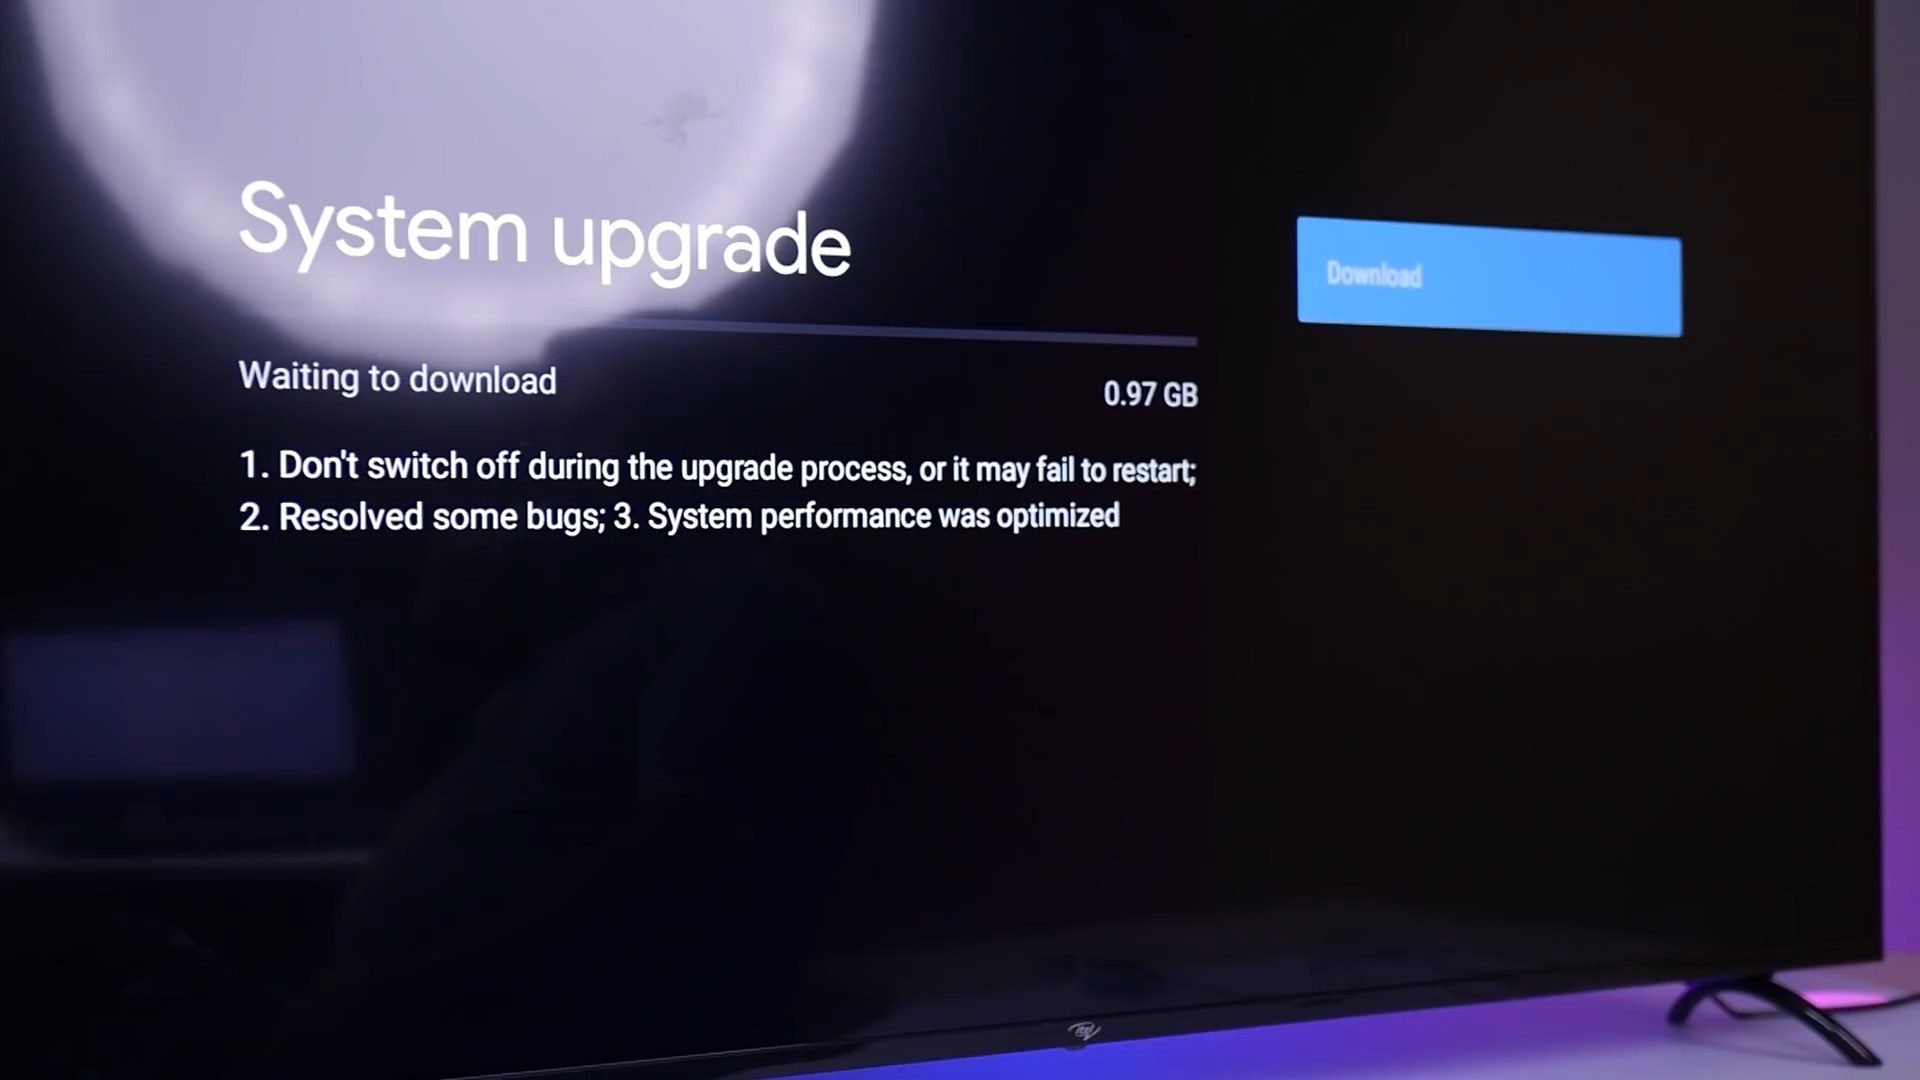 System upgrade
Download
Waiting to download
0.97 GB
1. Don't switch off during the upgrade process, or it may fail to restart;
2. Resolved some bugs; 3. System performance was optimized
itel